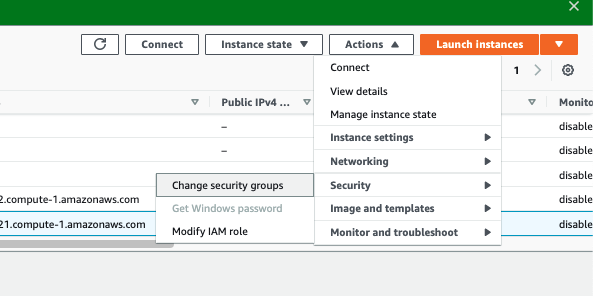 Connect
Instance state
Actions
Launch instances
Connect
1
View details
Public IPv4 ...
Monito
Manage instance state
–
disable
Instance settings
–
disable
Networking
disable
Change security groups
Security
2.compute-1.amazonaws.com
Get Windows password
Image and templates
disable
21.compute-1.amazonaws.com
Modify IAM role
Monitor and troubleshoot
disable